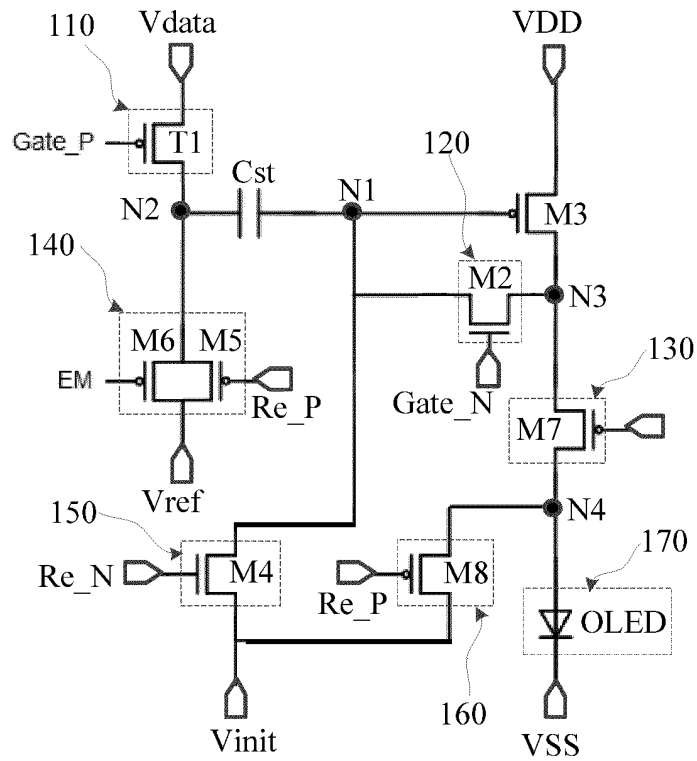 110
Vdata
VDD
Gate_P
T1
Cst
120
N2
N1
M3
140
M2
N3
M6
M5
130
EM
Re_P
Gate_N
M7
Vref
150
N4
170
Re_N
M4
M8
Re_P
OLED
160
Vinit
VSS